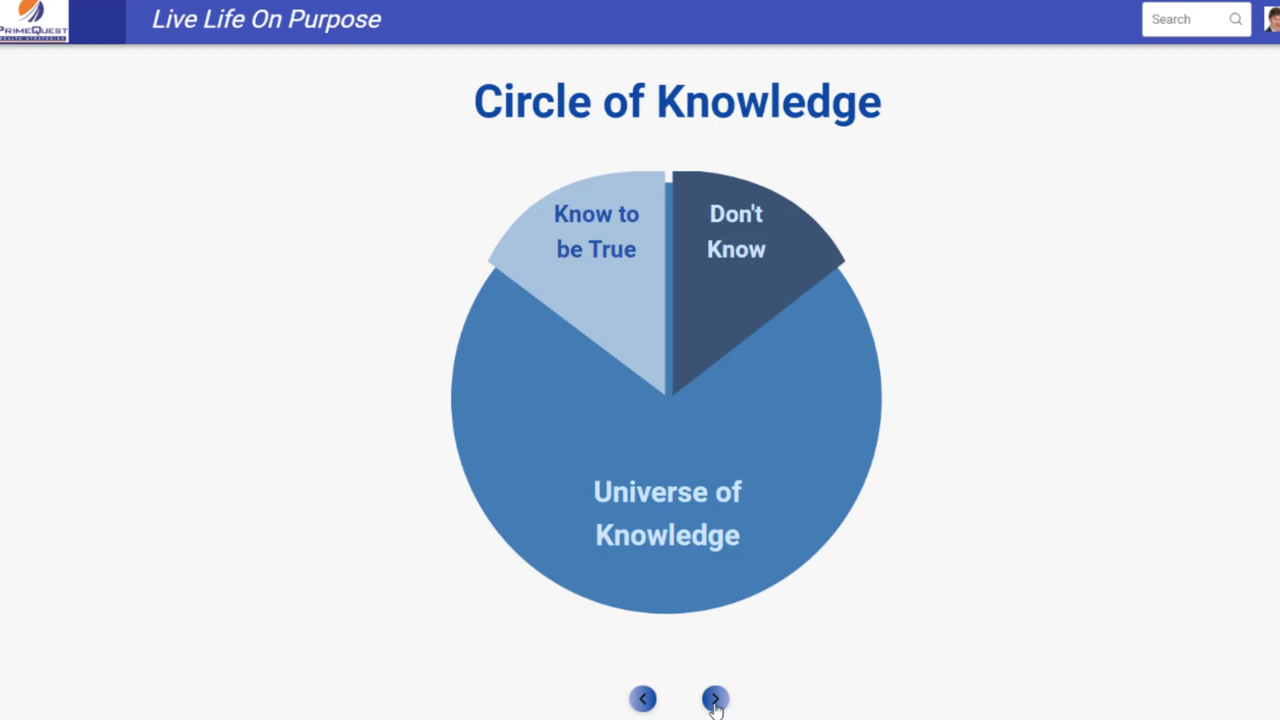 PRIMEQUEST
Live Life On Purpose
Search
Circle of Knowledge
Know to
be True
Don't
Know
Universe of
Knowledge